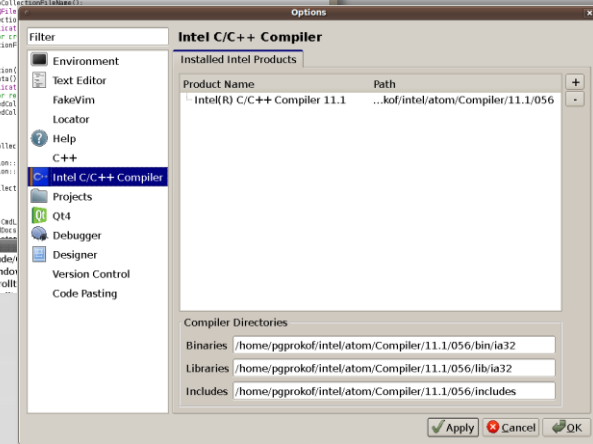 Options
Filter
Intel C/C++ Compiler
Installed Intel Products
Environment
Text Editor
FakeVim
Locator
Help
C++
Intel C/C++ Compiler
Projects
Qt4
Debugger
Designer
Version Control
Code Pasting
Product Name Path
Intel(R) C/C++ Compiler 11.1 ...kof/intel/atom/Compiler/11.1/056
+
-
Compiler Directories
Binaries /home/pgprokof/intel/atom/Compiler/11.1/056/bin/ia32
Libraries /home/pgprokof/intel/atom/Compiler/11.1/056/lib/ia32
Includes /home/pgprokof/intel/atom/Compiler/11.1/056/includes
Apply Cancel OK